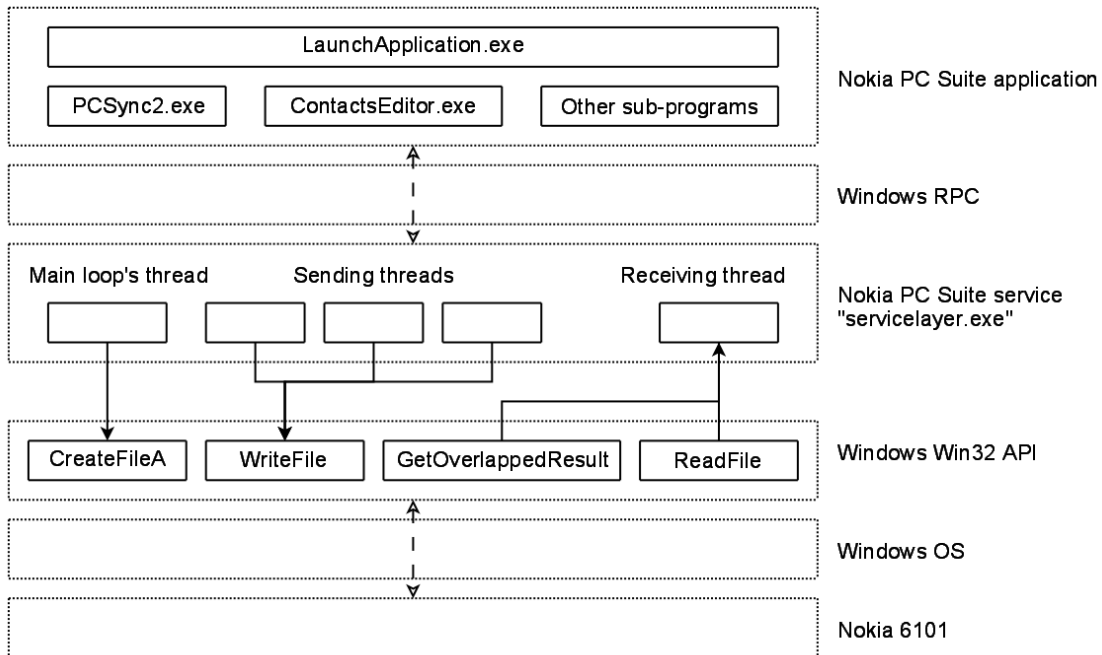 LaunchApplication.exe
PCSync2.exe
ContactsEditor.exe
Other sub-programs
Nokia PC Suite application
Windows RPC
Main loop's thread
Sending threads
Receiving thread
Nokia PC Suite service
"servicelayer.exe"
CreateFileA
WriteFile
GetOverlappedResult
ReadFile
Windows Win32 API
Windows OS
Nokia 6101